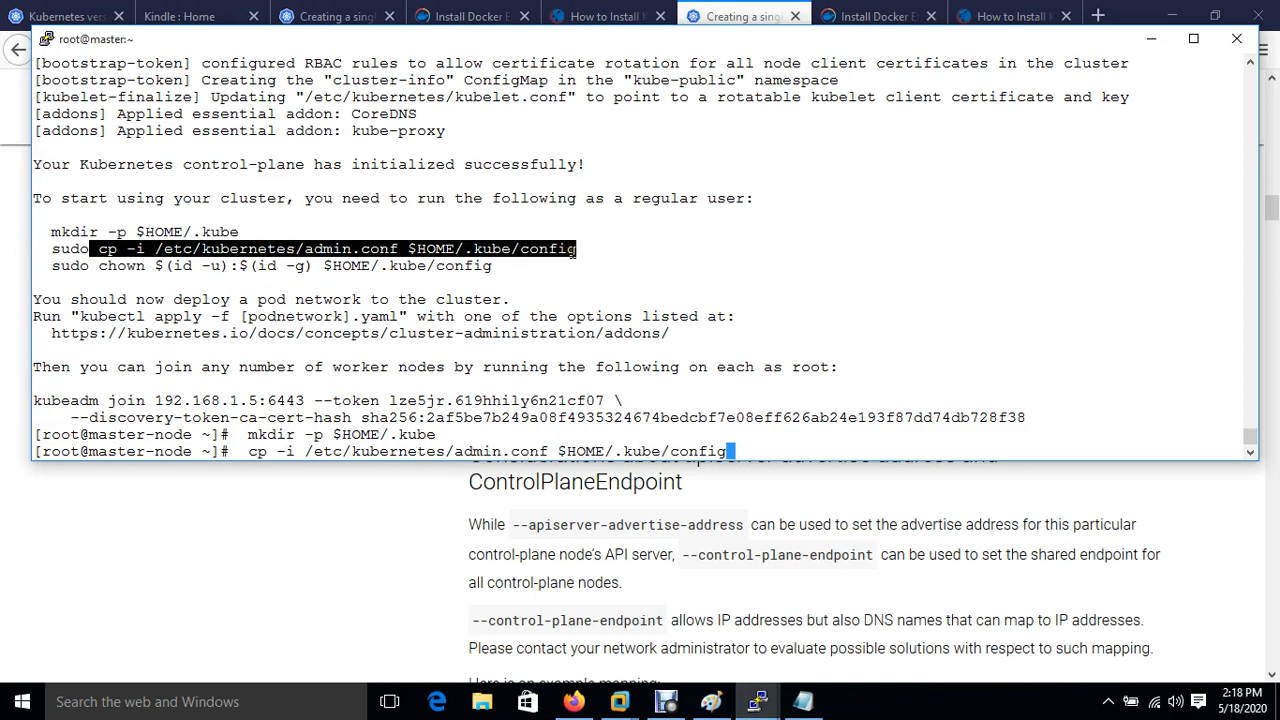 Kubernetes vers
Kindle : Home
Creating a sing
Install Docker E
How to Install K
Creating a sing
Install Docker E
How to Install K
root@master:~
[bootstrap-token] configured RBAC rules to allow certificate rotation for all node client certificates in the cluster
[bootstrap-token] Creating the "cluster-info" ConfigMap in the "kube-public" namespace
[kubelet-finalize] Updating "/etc/kubernetes/kubelet.conf" to point to a rotatable kubelet client certificate and key
[addons] Applied essential addon: CoreDNS
[addons] Applied essential addon: kube-proxy
Your Kubernetes control-plane has initialized successfully!
To start using your cluster, you need to run the following as a regular user:
mkdir -p $HOME/.kube
sudo cp -i /etc/kubernetes/admin.conf $HOME/.kube/config
sudo chown $(id -u):$(id -g) $HOME/.kube/config
You should now deploy a pod network to the cluster.
Run "kubectl apply -f [podnetwork].yaml" with one of the options listed at:
https://kubernetes.io/docs/concepts/cluster-administration/addons/
Then you can join any number of worker nodes by running the following on each as root:
kubeadm join 192.168.1.5:6443 --token lze5jr.619hhily6n21cf07 \
--discovery-token-ca-cert-hash sha256:2af5be7b249a08f4935324674bedcbf7e08eff626ab24e193f87dd74db728f38
[root@master-node ~]# mkdir -p $HOME/.kube
[root@master-node ~]# cp -i /etc/kubernetes/admin.conf $HOME/.kube/config
Considerations about apiserver-advertise-address and
ControlPlaneEndpoint
While --apiserver-advertise-address can be used to set the advertise address for this particular
control-plane node's API server, --control-plane-endpoint can be used to set the shared endpoint for
all control-plane nodes.
--control-plane-endpoint allows IP addresses but also DNS names that can map to IP addresses.
Please contact your network administrator to evaluate possible solutions with respect to such mapping.
Here is an example mapping:
Search the web and Windows
2:18 PM
5/18/2020